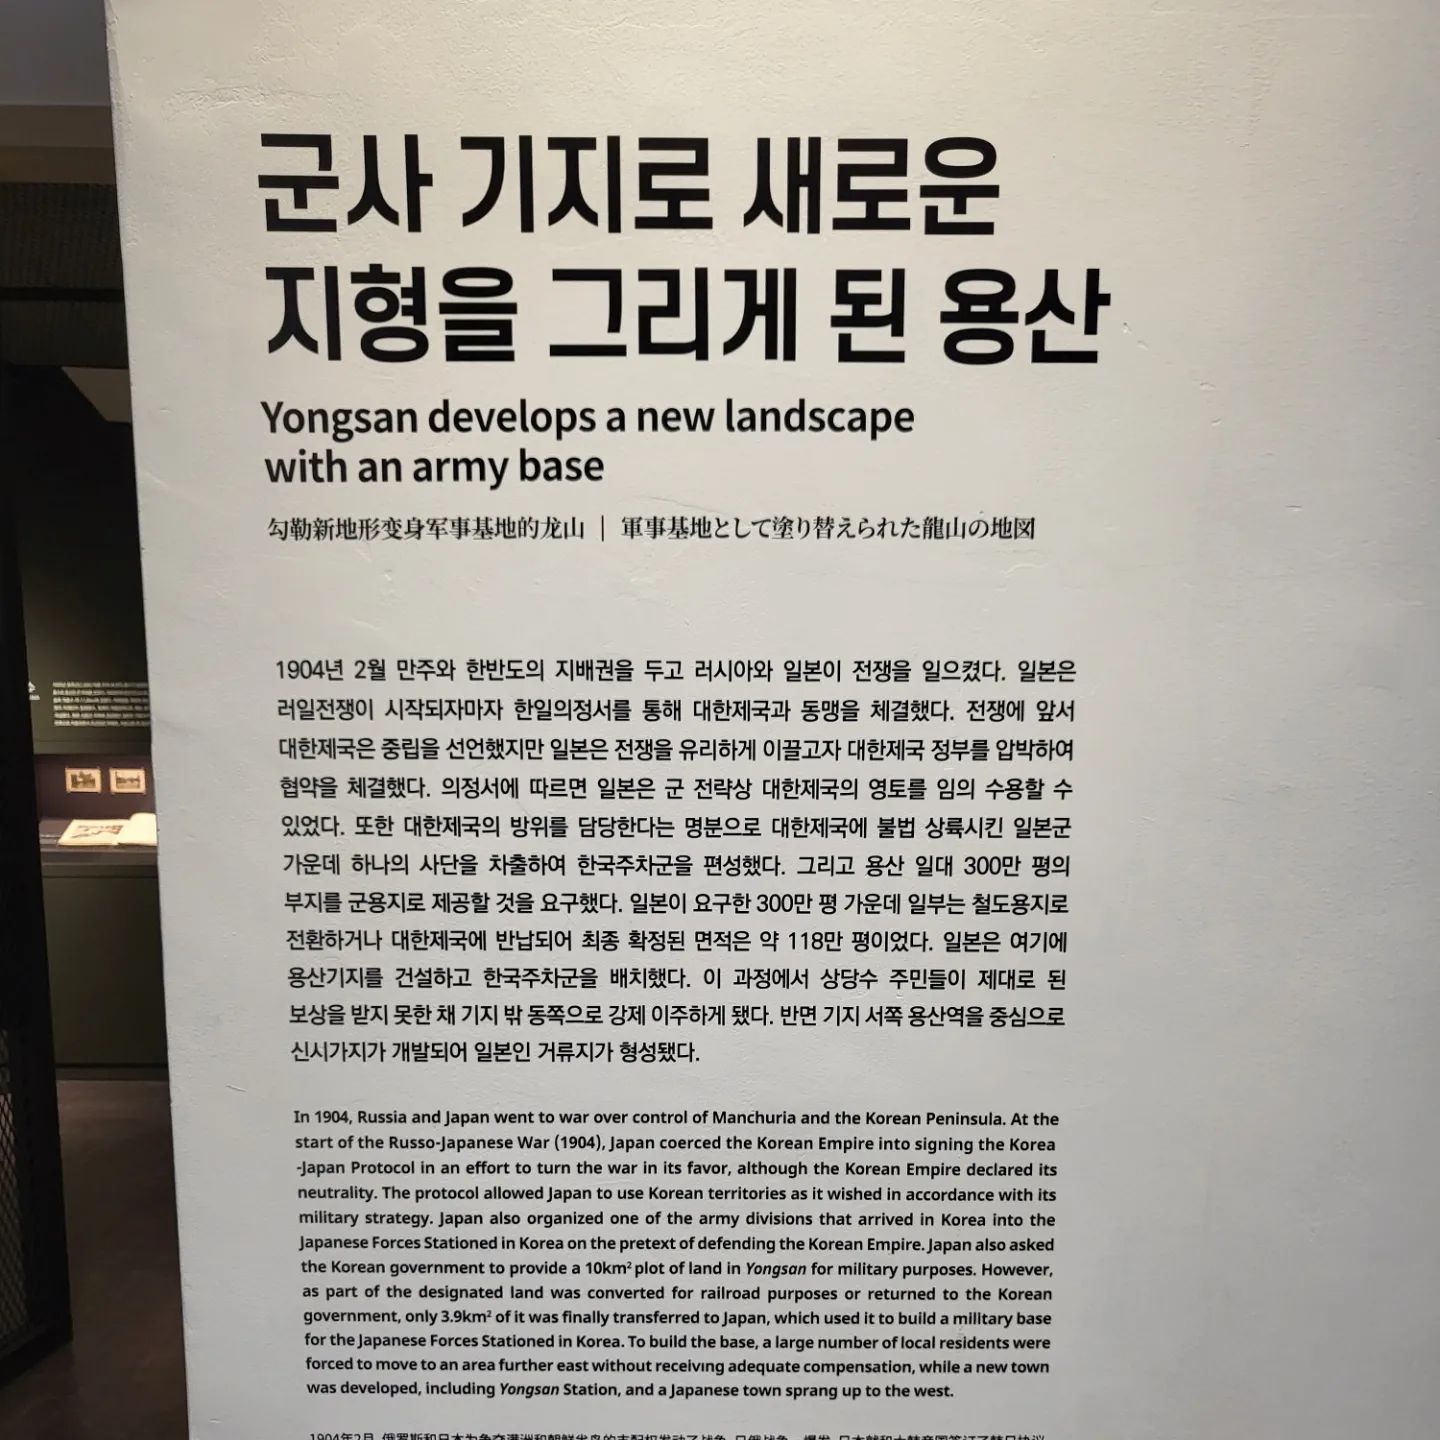 군사 기지로 새로운
지형을 그리게 된 용산
Yongsan develops a new landscape
with an army base
勾勒新地形变身军事基地的龙山 | 軍事基地として塗り替えられた龍山の地図
1904년 2월 만주와 한반도의 지배권을 두고 러시아와 일본이 전쟁을 일으켰다. 일본은
러일전쟁이 시작되자마자 한일의정서를 통해 대한제국과 동맹을 체결했다. 전쟁에 앞서
대한제국은 중립을 선언했지만 일본은 전쟁을 유리하게 이끌고자 대한제국 정부를 압박하여
협약을 체결했다. 의정서에 따르면 일본은 군 전략상 대한제국의 영토를 임의 수용할 수
있었다. 또한 대한제국의 방위를 담당한다는 명분으로 대한제국에 불법 상륙시킨 일본군
가운데 하나의 사단을 차출하여 한국주차군을 편성했다. 그리고 용산 일대 300만 평의
부지를 군용지로 제공할 것을 요구했다. 일본이 요구한 300만 평 가운데 일부는 철도용지로
전환하거나 대한제국에 반납되어 최종 확정된 면적은 약 118만 평이었다. 일본은 여기에
용산기지를 건설하고 한국주차군을 배치했다. 이 과정에서 상당수 주민들이 제대로 된
보상을 받지 못한 채 기지 밖 동쪽으로 강제 이주하게 됐다. 반면 기지 서쪽 용산역을 중심으로
신시가지가 개발되어 일본인 거류지가 형성됐다.
In 1904, Russia and Japan went to war over control of Manchuria and the Korean Peninsula. At the
start of the Russo-Japanese War (1904), Japan coerced the Korean Empire into signing the Korea
-Japan Protocol in an effort to turn the war in its favor, although the Korean Empire declared its
neutrality. The protocol allowed Japan to use Korean territories as it wished in accordance with its
military strategy. Japan also organized one of the army divisions that arrived in Korea into the
Japanese Forces Stationed in Korea on the pretext of defending the Korean Empire. Japan also asked
the Korean government to provide a 10km² plot of land in Yongsan for military purposes. However,
as part of the designated land was converted for railroad purposes or returned to the Korean
government, only 3.9km² of it was finally transferred to Japan, which used it to build a military base
for the Japanese Forces Stationed in Korea. To build the base, a large number of local residents were
forced to move to an area further east without receiving adequate compensation, while a new town
was developed, including Yongsan Station, and a Japanese town sprang up to the west.
1904年2月